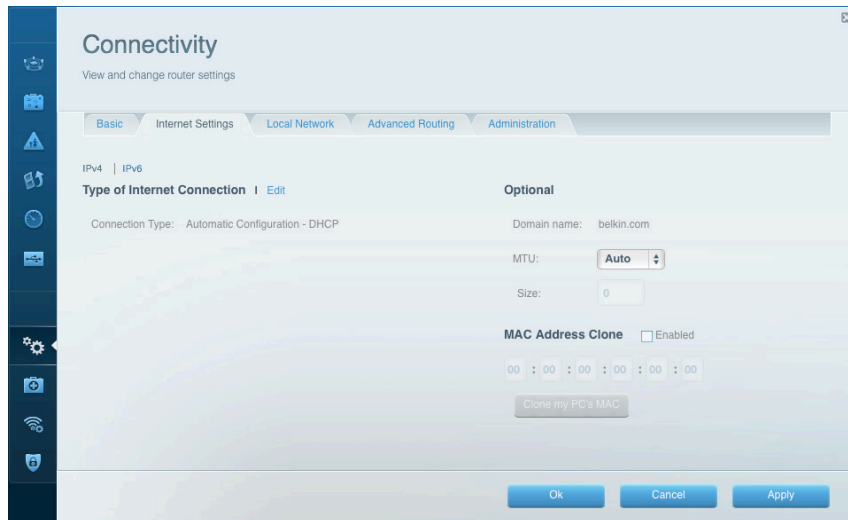 Connectivity
View and change router settings
Basic Internet Settings Local Network Advanced Routing Administration
IPv4 | IPv6
Type of Internet Connection | Edit
Connection Type: Automatic Configuration - DHCP
Optional
Domain name: belkin.com
MTU: Auto
Size: 0
MAC Address Clone Enabled
00 : 00 : 00 : 00 : 00 : 00
Clone my PC's MAC
Ok Cancel Apply